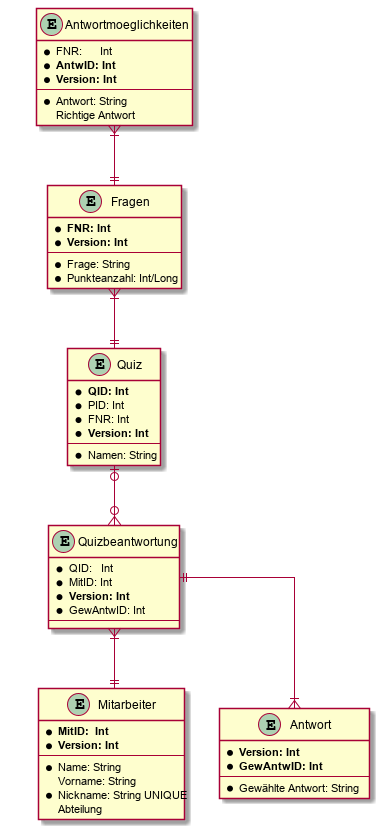 E Antwortmoeglichkeiten
FNR: Int
AntwID: Int
Version: Int
Antwort: String
Richtige Antwort
E Fragen
FNR: Int
Version: Int
Frage: String
Punkteanzahl: Int/Long
E Quiz
QID: Int
PID: Int
FNR: Int
Version: Int
Namen: String
E Quizbeantwortung
QID: Int
MitID: Int
Version: Int
GewAntwID: Int
E Mitarbeiter
MitID: Int
Version: Int
Name: String
Vorname: String
Nickname: String UNIQUE
Abteilung
E Antwort
Version: Int
GewAntwID: Int
Gewählte Antwort: String